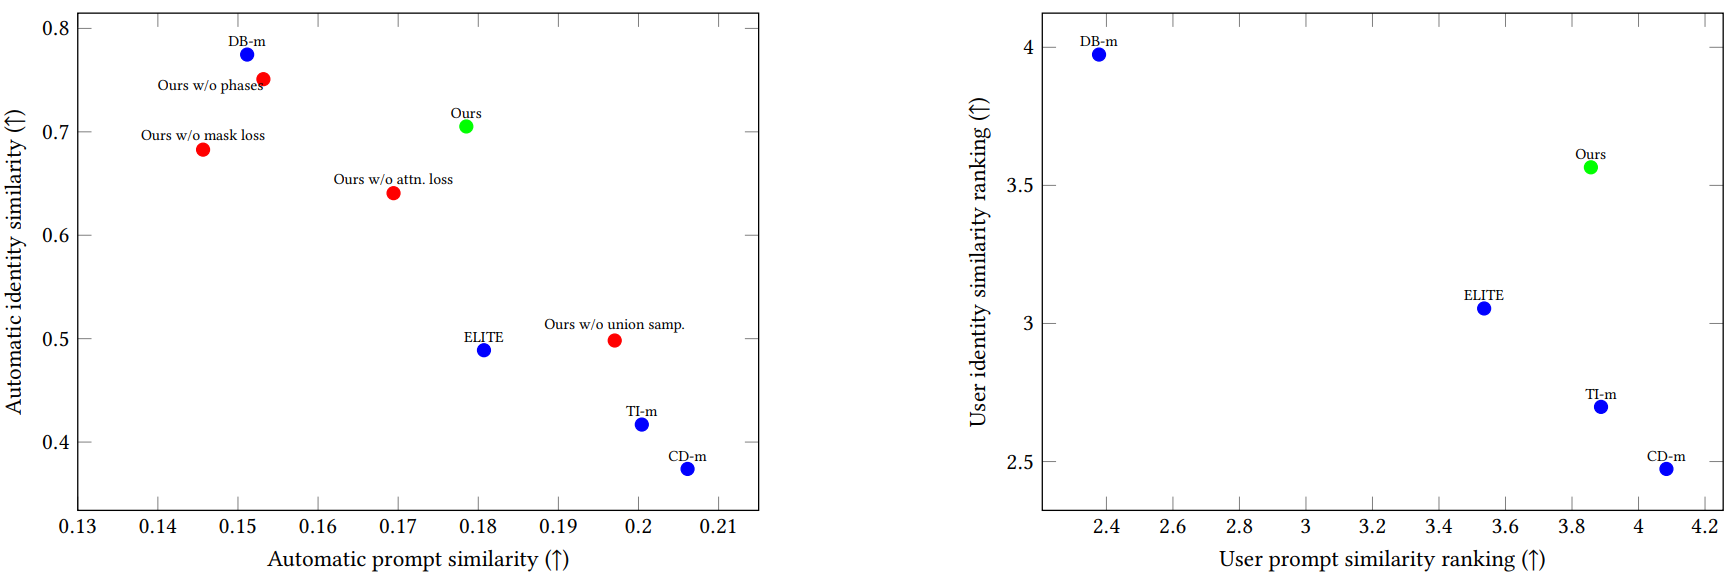 Automatic identity similarity (↑)
0.8
0.7
0.6
0.5
0.4
DB-m
Ours w/o phases
Ours
Ours w/o mask loss
Ours w/o attn. loss
Ours w/o union samp.
ELITE
TI-m
CD-m
0.13 0.14 0.15 0.16 0.17 0.18 0.19 0.2 0.21
Automatic prompt similarity (↑)
User identity similarity ranking (↑)
4
3.5
3
2.5
DB-m
Ours
ELITE
TI-m
CD-m
2.4 2.6 2.8 3 3.2 3.4 3.6 3.8 4 4.2
User prompt similarity ranking (↑)